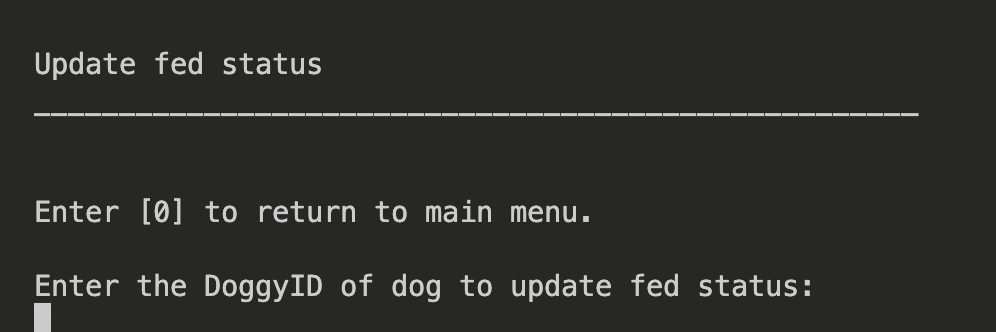 Update fed status
____________________________________________________
Enter [0] to return to main menu.
Enter the DoggyID of dog to update fed status: